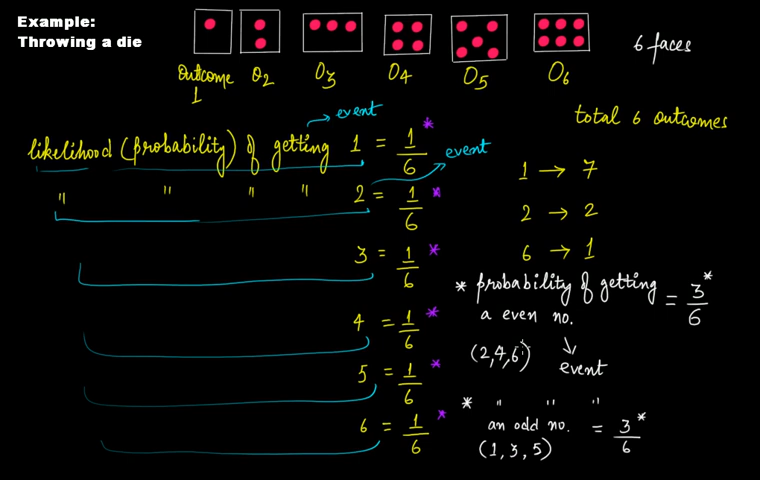 Example:
Throwing a die
6 faces
Outcome 1
O2
O3
O4
O5
O6
total 6 outcomes
event
likelihood (probability) of getting 1 = 1/6 *
event
" " " " 2 = 1/6 *
3 = 1/6 *
4 = 1/6 *
5 = 1/6 *
6 = 1/6 *
1 → 7
2 → 2
6 → 1
* probability of getting
a even no. = 3/6 *
(2,4,6)
event
* " " "
an odd no. = 3/6 *
(1, 3, 5)